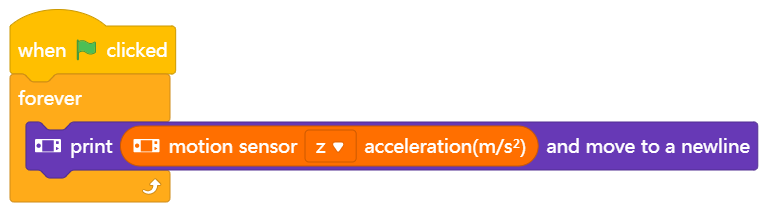 when clicked
forever
print motion sensor z acceleration(m/s²) and move to a newline